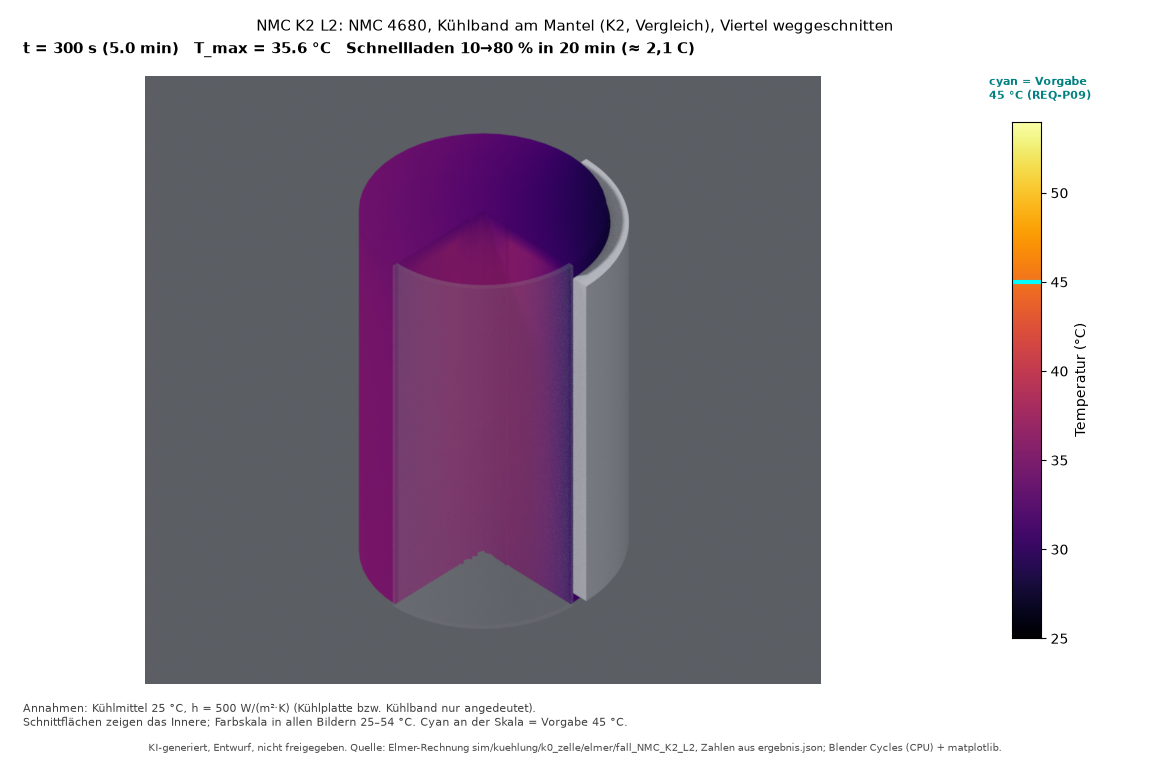 NMC K2 L2: NMC 4680, Kühlband am Mantel (K2, Vergleich), Viertel weggeschnitten
t = 300 s (5.0 min)   T_max = 35.6 °C   Schnellladen 10→80 % in 20 min (≈ 2,1 C)
cyan = Vorgabe
45 °C (REQ-P09)
50
45
40
35
30
25
Temperatur (°C)
Annahmen: Kühlmittel 25 °C, h = 500 W/(m²·K) (Kühlplatte bzw. Kühlband nur angedeutet).
Schnittflächen zeigen das Innere; Farbskala in allen Bildern 25–54 °C. Cyan an der Skala = Vorgabe 45 °C.
KI-generiert, Entwurf, nicht freigegeben. Quelle: Elmer-Rechnung sim/kuehlung/k0_zelle/elmer/fall_NMC_K2_L2, Zahlen aus ergebnis.json; Blender Cycles (CPU) + matplotlib.